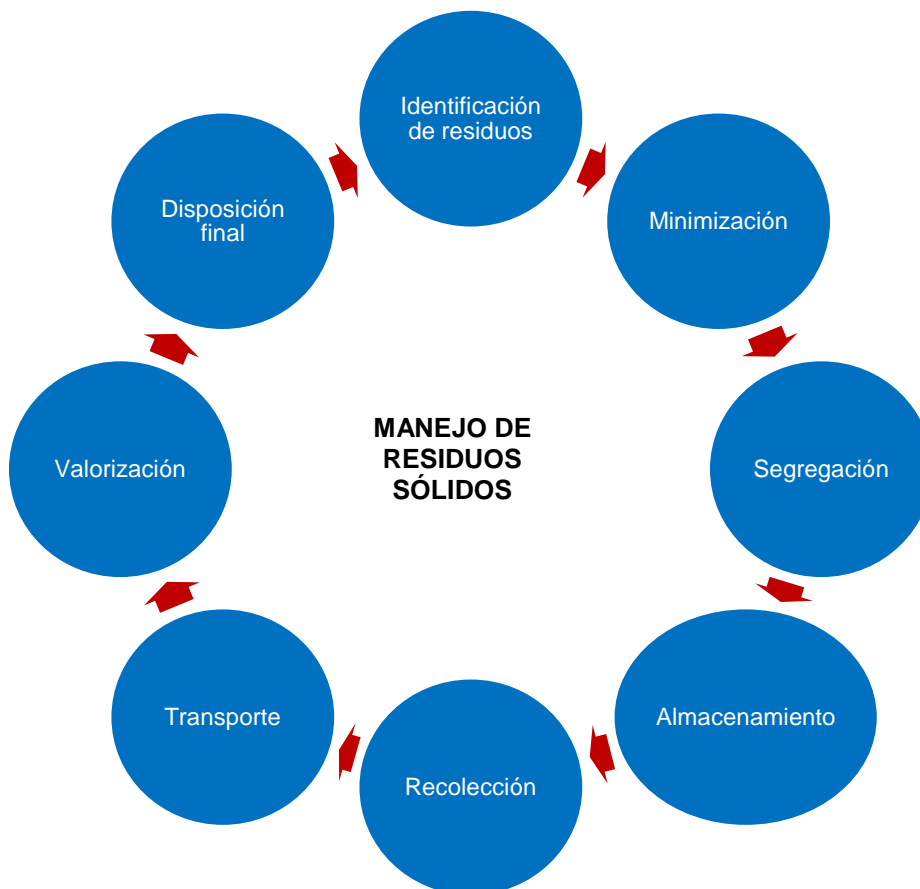 Identificación
de residuos
Minimización
Segregación
Almacenamiento
Recolección
Transporte
Valorización
Disposición
final
MANEJO DE
RESIDUOS
SÓLIDOS